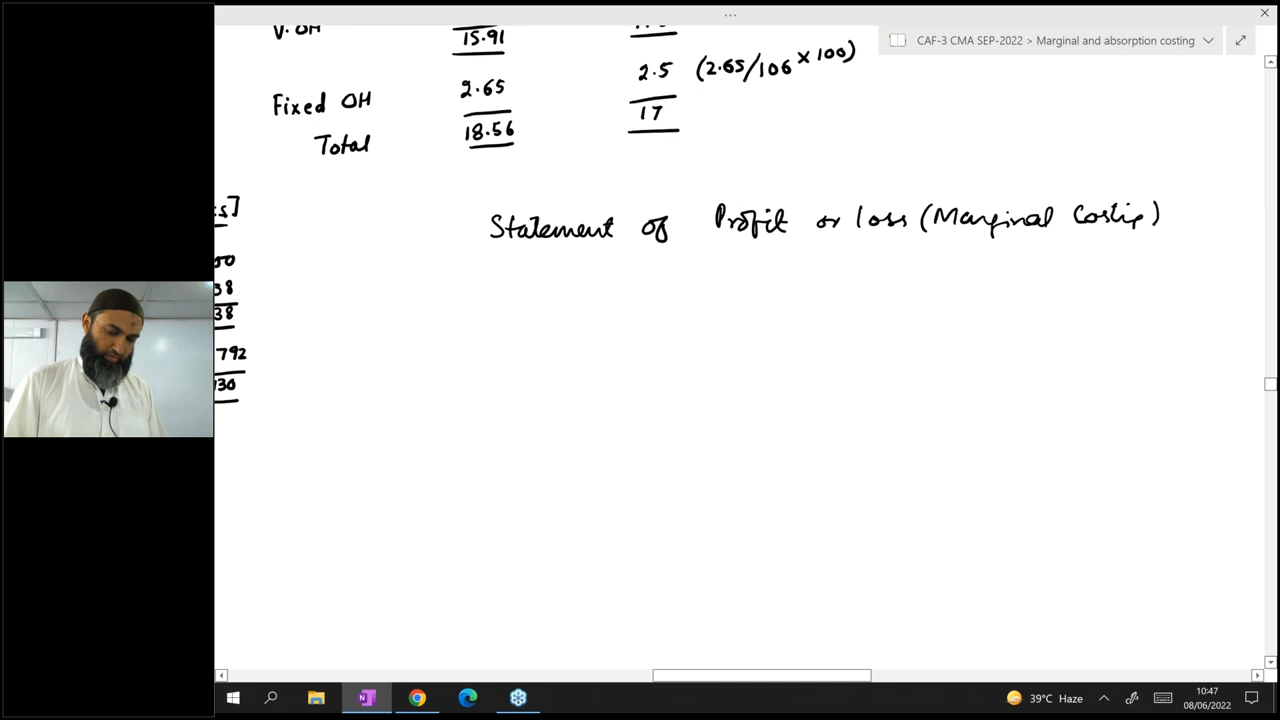 CAF-3 CMA SEP-2022 > Marginal and absorption costing
V. OH
15.91
Fixed OH 2.65 2.5 (2.65/106 × 100)
Total 18.56 17
Statement of Profit or loss (Marginal Costing)
50
38
38
792
130
39°C Haze
10:47
08/06/2022